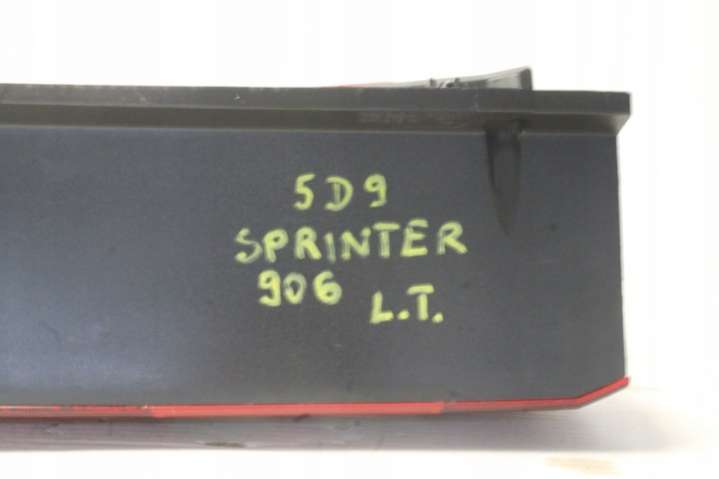 5D9
SPRINTER
906 L.T.